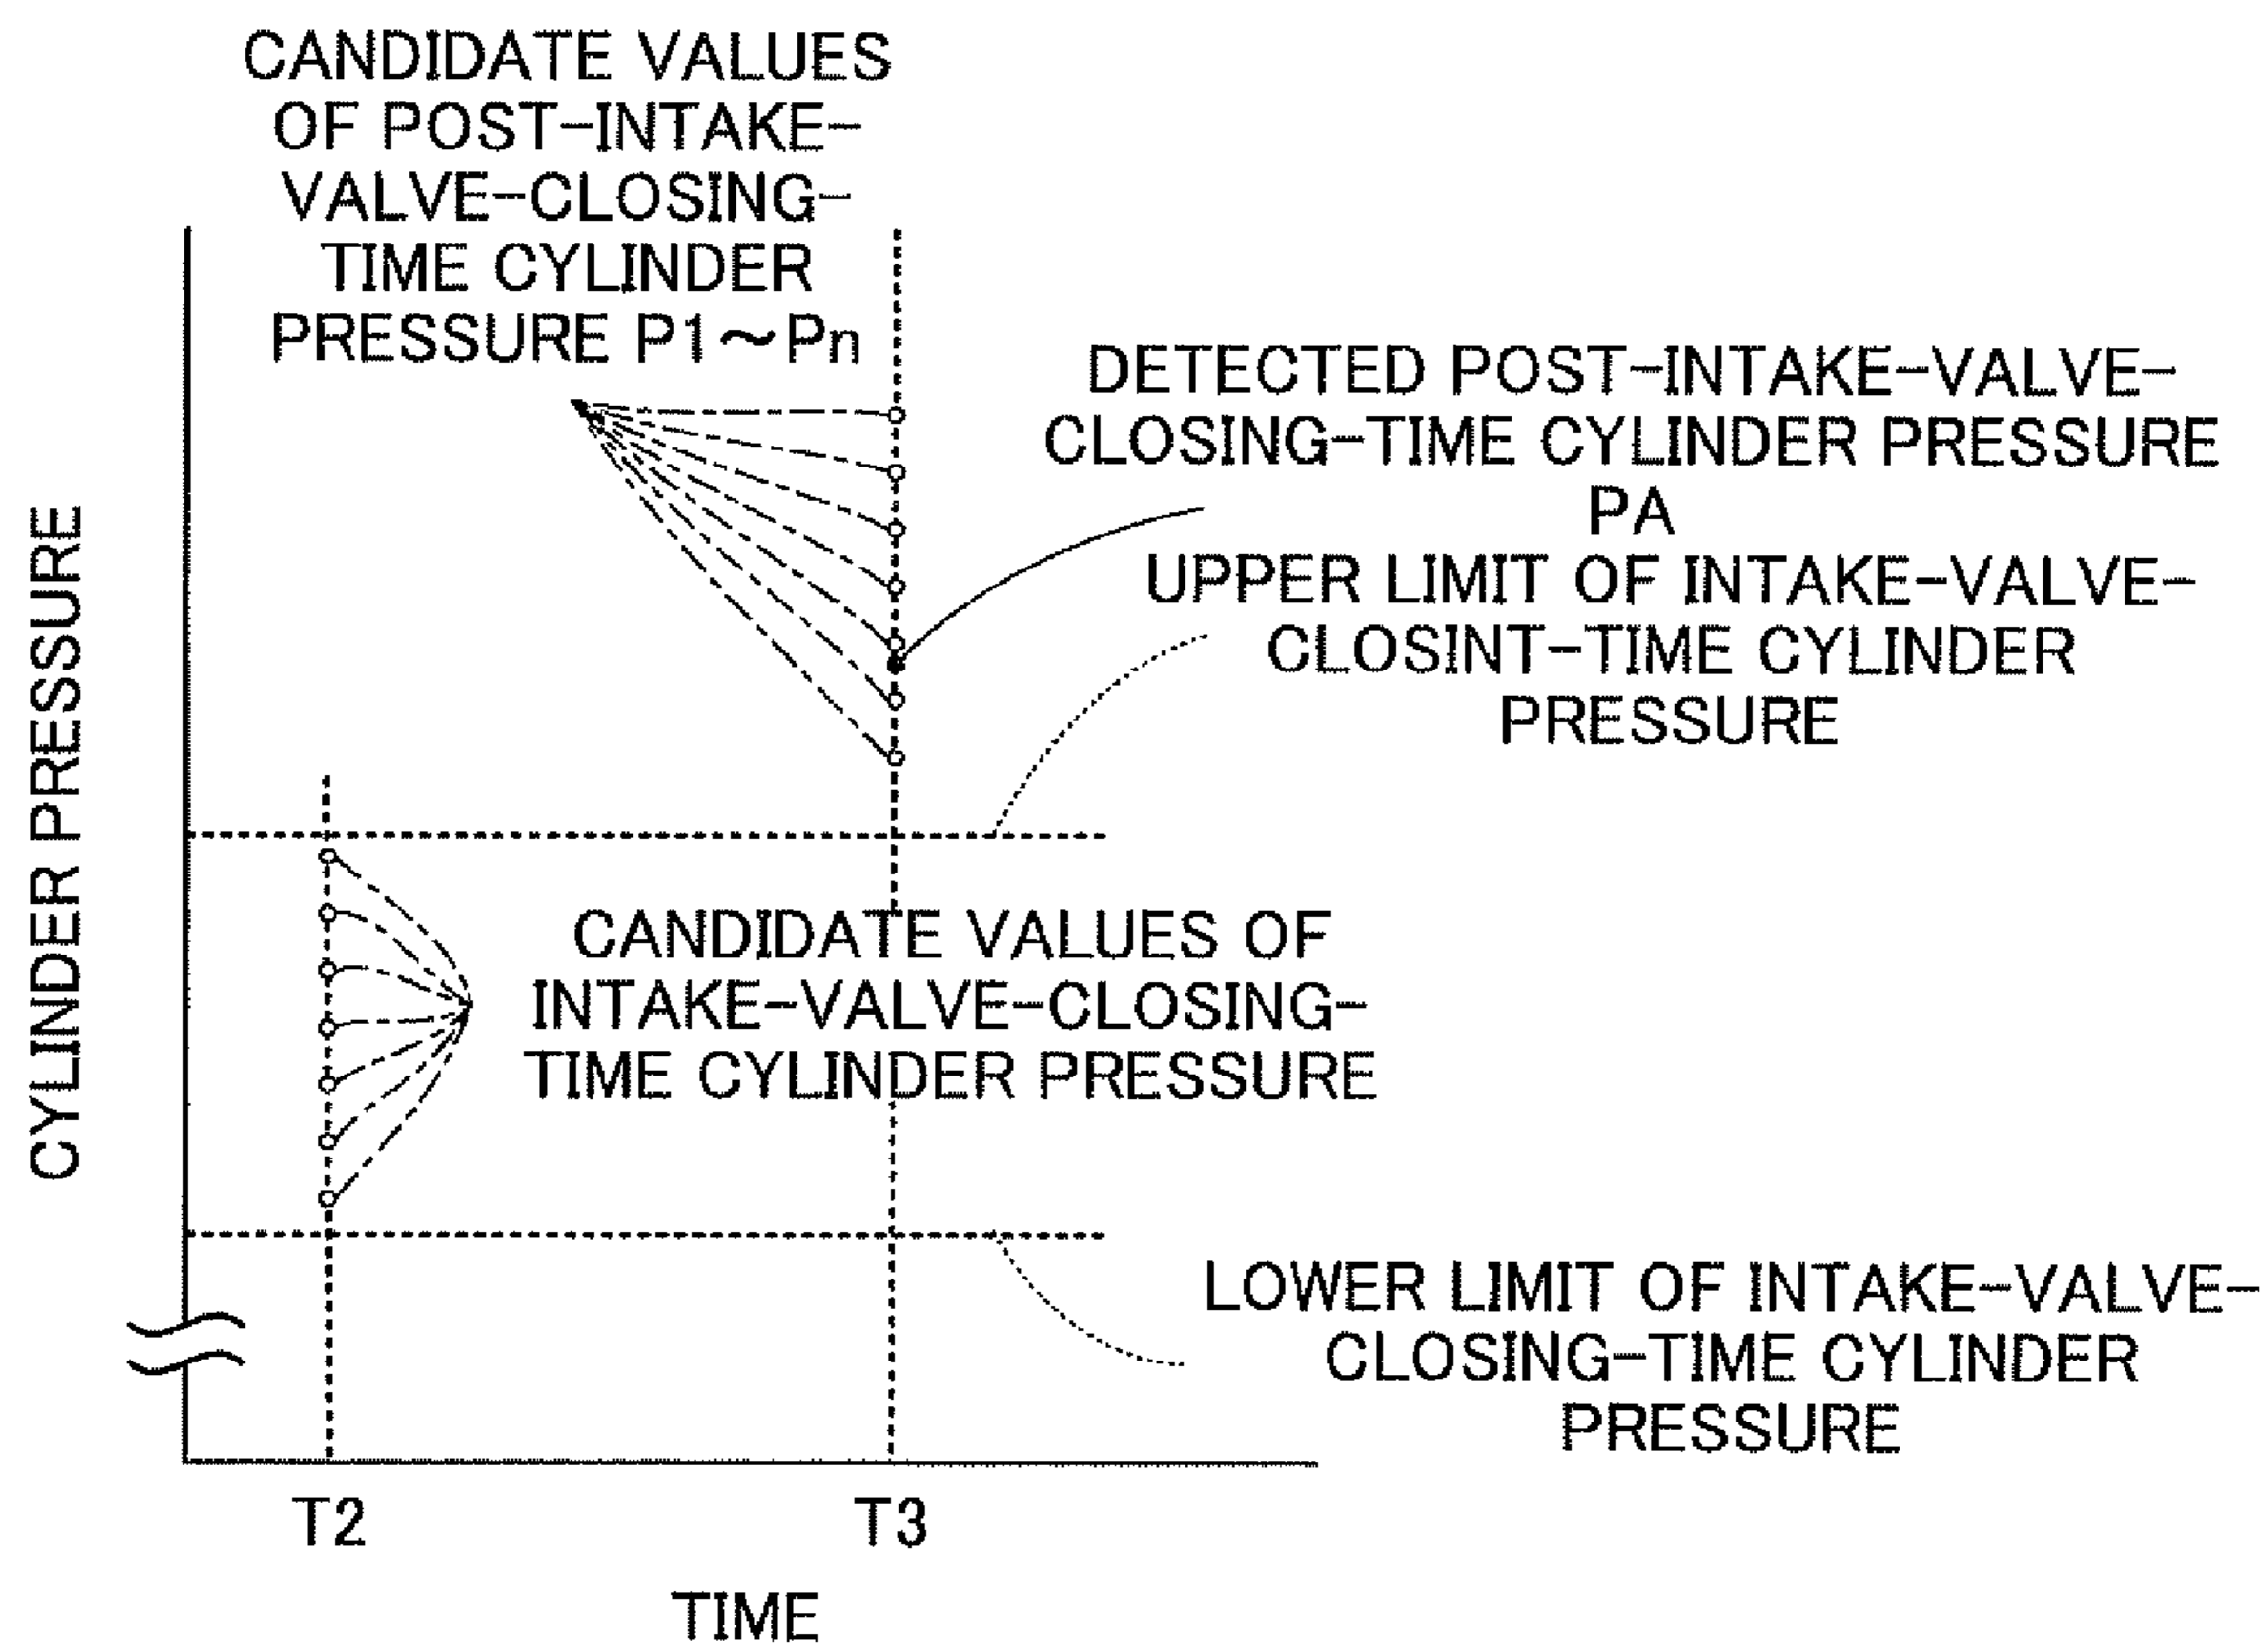 CANDIDATE VALUES
OF POST-INTAKE-
VALVE-CLOSING-
TIME CYLINDER
PRESSURE P1~Pn
DETECTED POST-INTAKE-VALVE-
CLOSING-TIME CYLINDER PRESSURE
PA
UPPER LIMIT OF INTAKE-VALVE-
CLOSINT-TIME CYLINDER
PRESSURE
CYLINDER PRESSURE
CANDIDATE VALUES OF
INTAKE-VALVE-CLOSING-
TIME CYLINDER PRESSURE
LOWER LIMIT OF INTAKE-VALVE-
CLOSING-TIME CYLINDER
PRESSURE
T2
T3
TIME